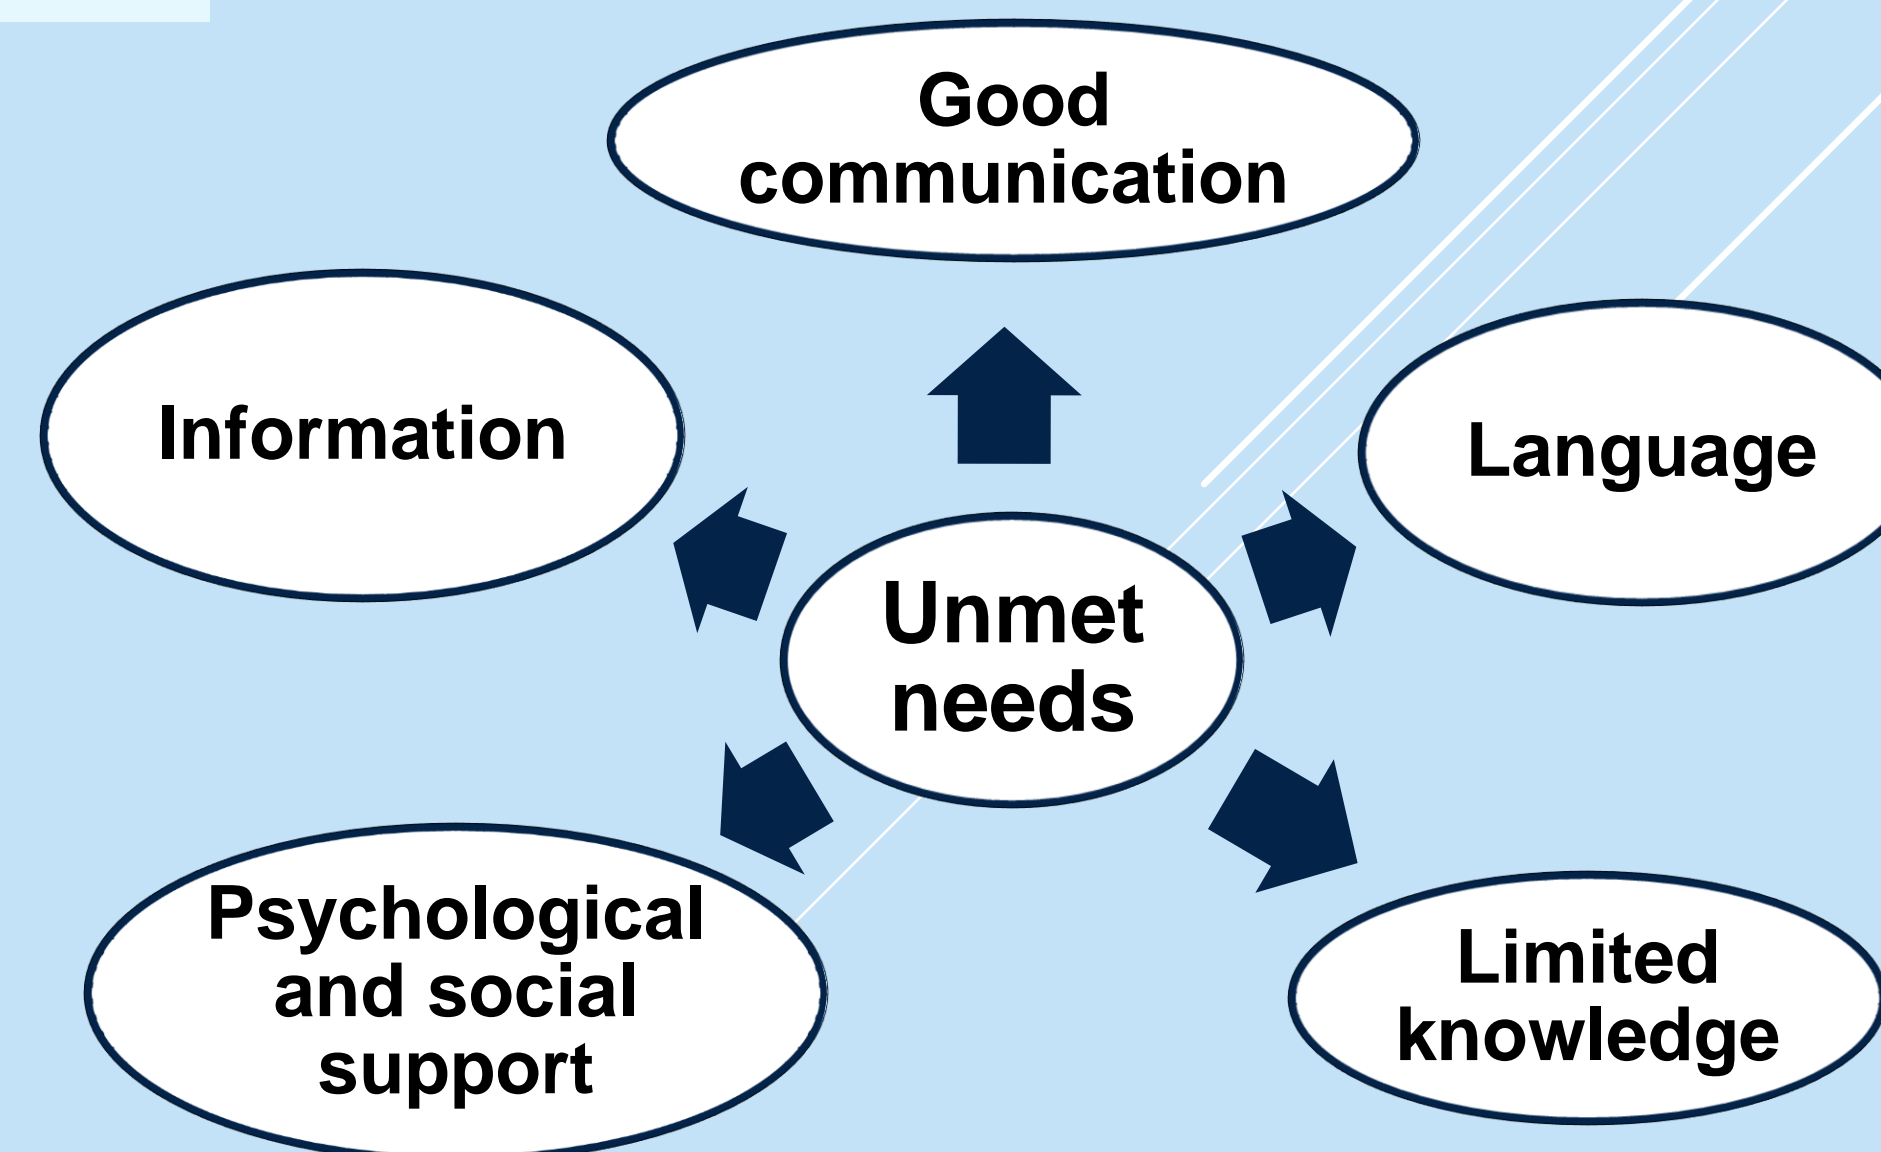 Good
communication
Information
Language
Unmet
needs
Psychological
and social
support
Limited
knowledge